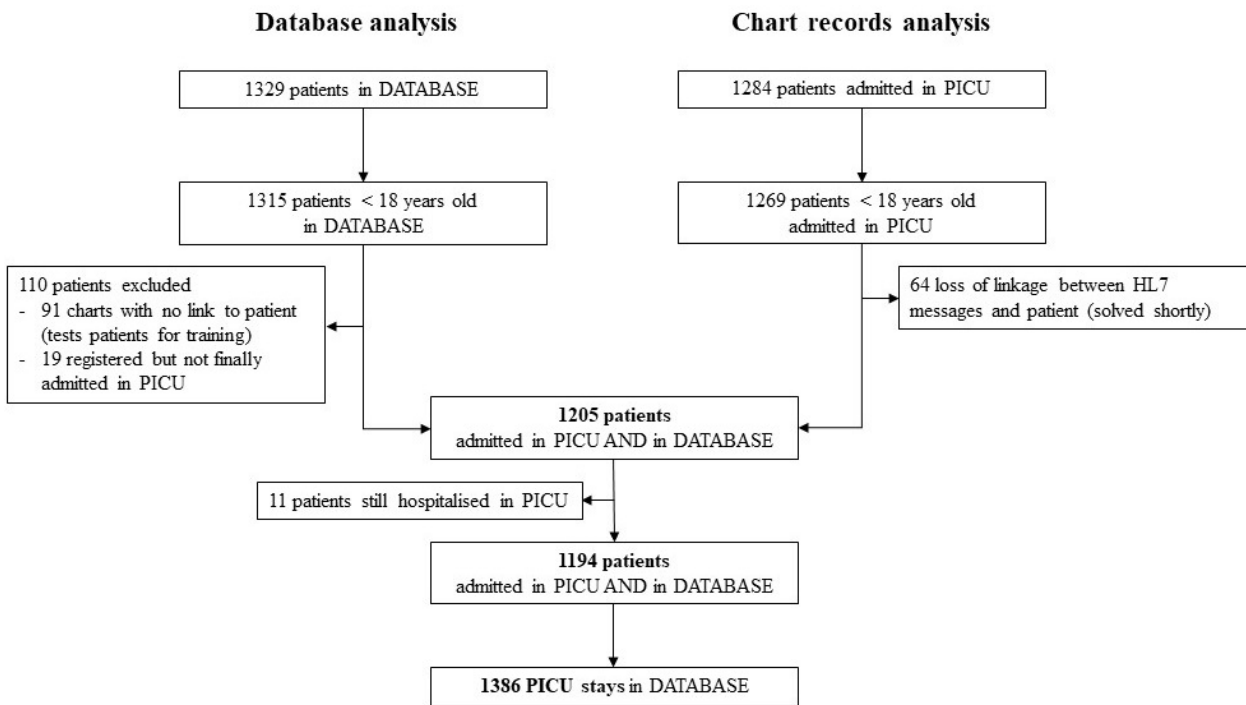 Database analysis
Chart records analysis
1329 patients in DATABASE
1284 patients admitted in PICU
1315 patients < 18 years old
in DATABASE
1269 patients < 18 years old
admitted in PICU
110 patients excluded
- 91 charts with no link to patient
(tests patients for training)
- 19 registered but not finally
admitted in PICU
64 loss of linkage between HL7
messages and patient (solved shortly)
1205 patients
admitted in PICU AND in DATABASE
11 patients still hospitalised in PICU
1194 patients
admitted in PICU AND in DATABASE
1386 PICU stays in DATABASE